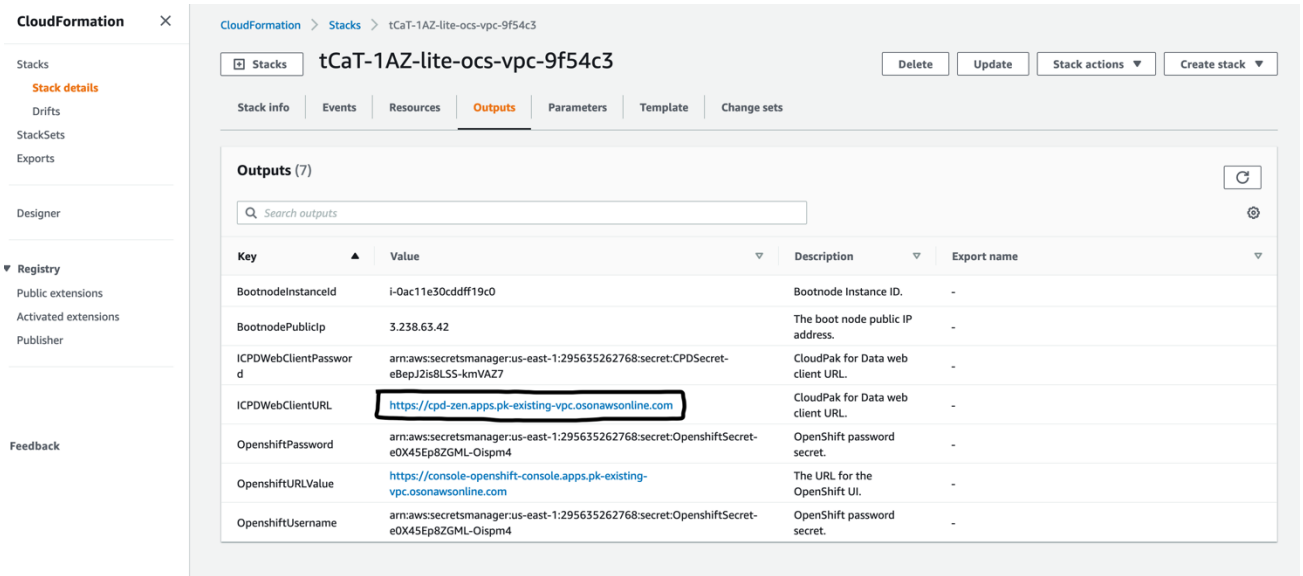 CloudFormation
Stacks
Stack details
Drifts
StackSets
Exports
Designer
Registry
Public extensions
Activated extensions
Publisher
Feedback
CloudFormation > Stacks > tCaT-1AZ-lite-ocs-vpc-9f54c3
Stacks tCaT-1AZ-lite-ocs-vpc-9f54c3 Delete Update Stack actions Create stack
Stack info Events Resources Outputs Parameters Template Change sets
Outputs (7)
Search outputs
Key Value Description Export name
BootnodeInstanceId i-0ac11e30cddff19c0 Bootnode Instance ID. -
BootnodePublicIp 3.238.63.42 The boot node public IP
address. -
ICPDWebClientPasswor
d arn:aws:secretsmanager:us-east-1:295635262768:secret:CPDSecret-
eBepJ2is8LSS-kmVAZ7 CloudPak for Data web
client URL. -
ICPDWebClientURL https://cpd-zen.apps.pk-existing-vpc.osonawsonline.com CloudPak for Data web
client URL. -
OpenshiftPassword arn:aws:secretsmanager:us-east-1:295635262768:secret:OpenshiftSecret-
e0X45Ep8ZGML-Oispm4 OpenShift password
secret. -
OpenshiftURLValue https://console-openshift-console.apps.pk-existing-
vpc.osonawsonline.com The URL for the
OpenShift UI. -
OpenshiftUsername arn:aws:secretsmanager:us-east-1:295635262768:secret:OpenshiftSecret-
e0X45Ep8ZGML-Oispm4 OpenShift password
secret. -